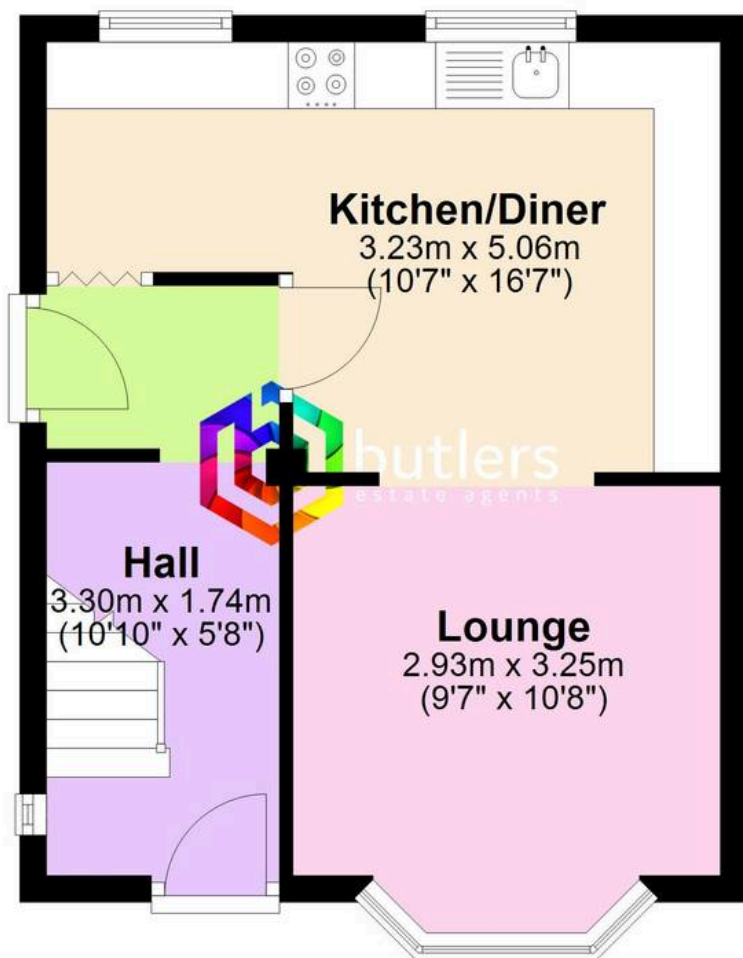 Kitchen/Diner
3.23m x 5.06m
(10'7" x 16'7")
butlers
estate agents
Hall
3.30m x 1.74m
(10'10" x 5'8")
Lounge
2.93m x 3.25m
(9'7" x 10'8")